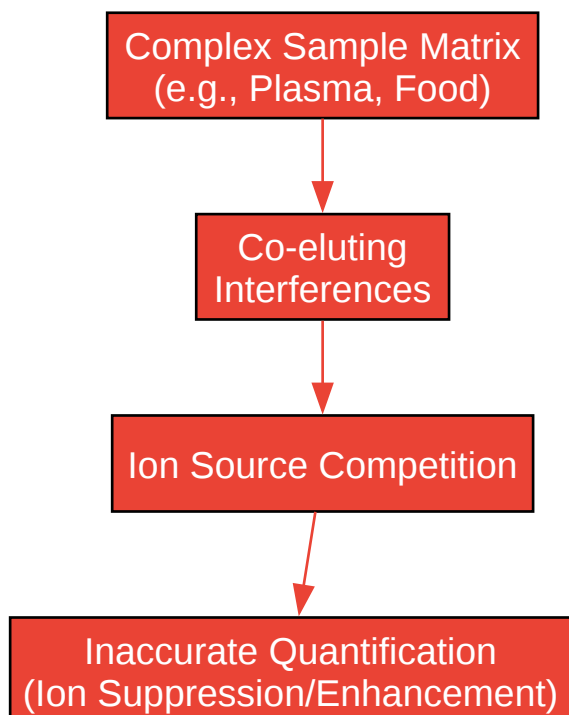 Complex Sample Matrix
(e.g., Plasma, Food)
Co-eluting
Interferences
Ion Source Competition
Inaccurate Quantification
(Ion Suppression/Enhancement)